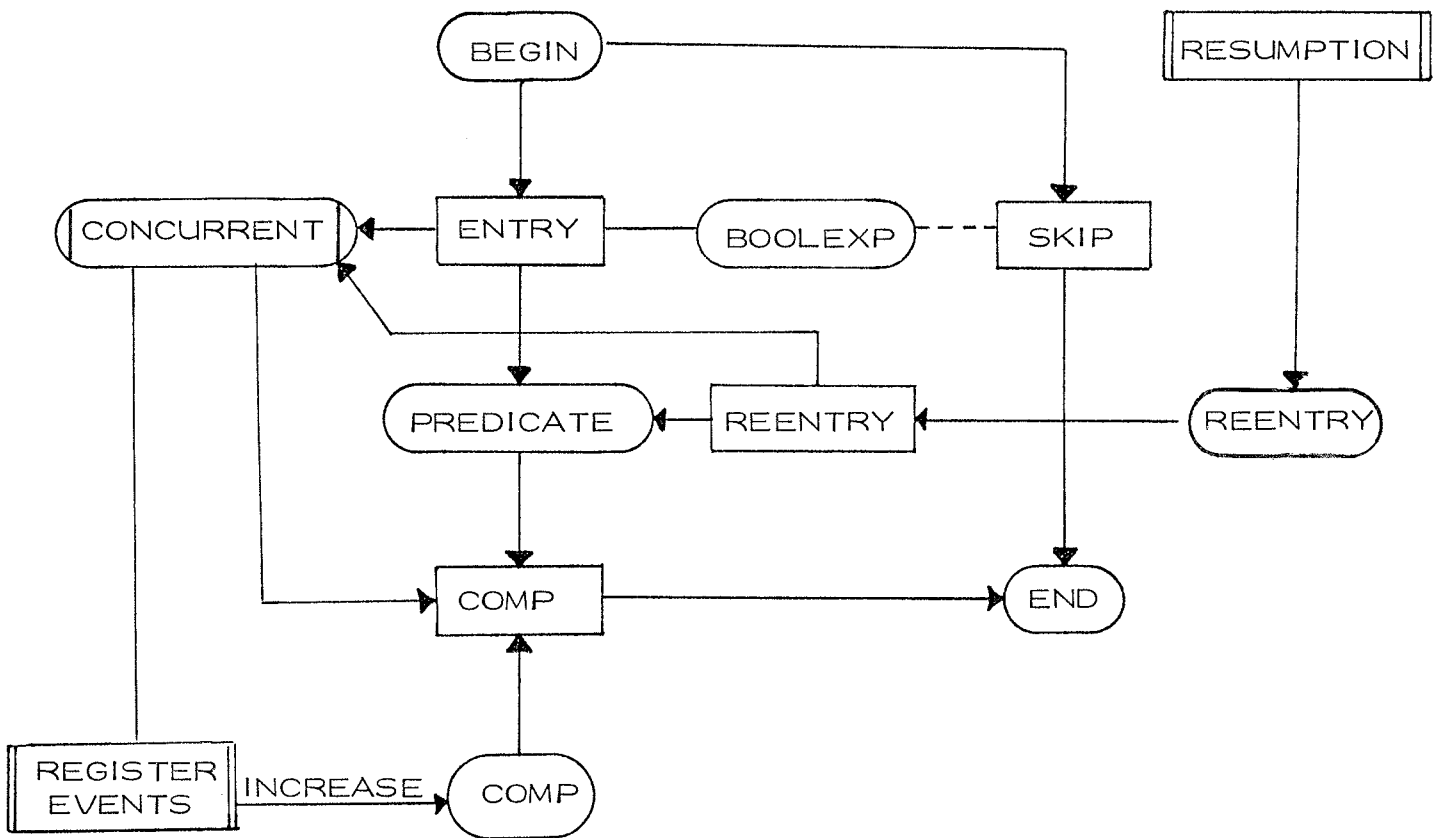 BEGIN
RESUMPTION
CONCURRENT
ENTRY
BOOLEXP
SKIP
PREDICATE
REENTRY
REENTRY
COMP
END
REGISTER
EVENTS
INCREASE
COMP